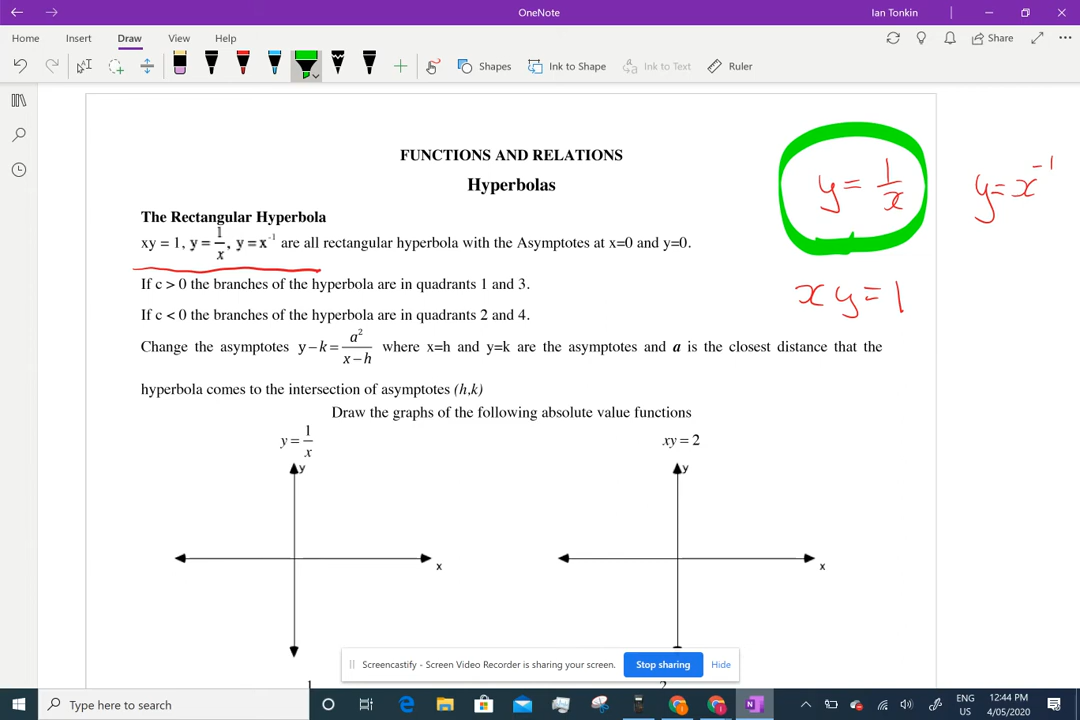 OneNote
Ian Tonkin
Home Insert Draw View Help
Share
Shapes
Ink to Shape
Ink to Text
Ruler
FUNCTIONS AND RELATIONS
Hyperbolas
The Rectangular Hyperbola
xy = 1, y = 1/x, y = x⁻¹ are all rectangular hyperbola with the Asymptotes at x=0 and y=0.
If c > 0 the branches of the hyperbola are in quadrants 1 and 3.
If c < 0 the branches of the hyperbola are in quadrants 2 and 4.
Change the asymptotes y − k = a²/(x − h) where x=h and y=k are the asymptotes and a is the closest distance that the
hyperbola comes to the intersection of asymptotes (h,k)
Draw the graphs of the following absolute value functions
y = 1/x
xy = 2
y
x
y
x
1
2
y = 1/x
y = x⁻¹
xy = 1
Screencastify - Screen Video Recorder is sharing your screen.
Stop sharing
Hide
Type here to search
ENG
US
12:44 PM
4/05/2020